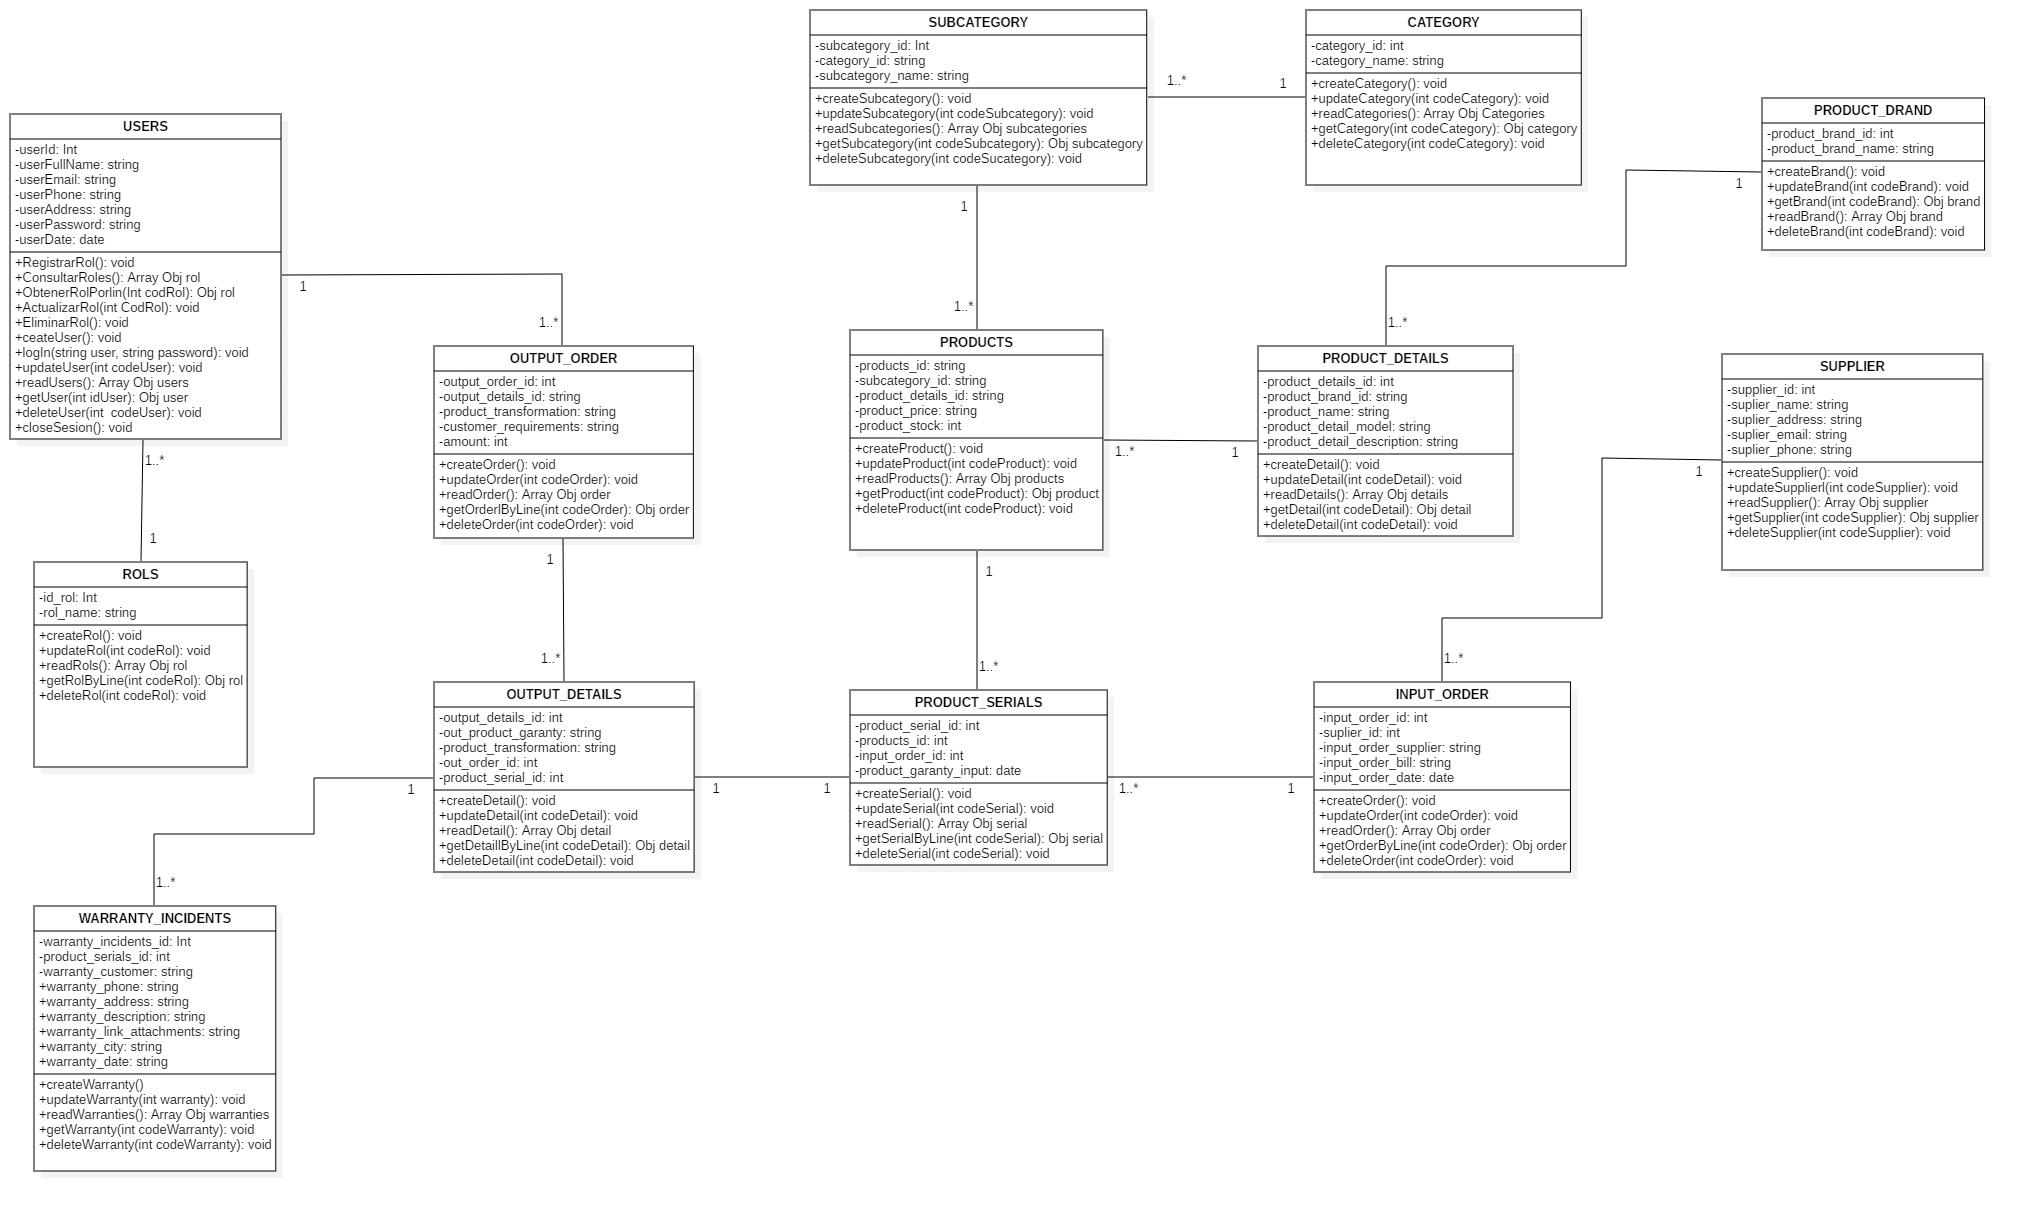 SUBCATEGORY
-subcategory_id: Int
-category_id: string
-subcategory_name: string
+createSubcategory(): void
+updateSubcategory(int codeSubcategory): void
+readSubcategories(): Array Obj subcategories
+getSubcategory(int codeSubcategory): Obj subcategory
+deleteSubcategory(int codeSucategory): void
1..*
1
CATEGORY
-category_id: int
-category_name: string
+createCategory(): void
+updateCategory(int codeCategory): void
+readCategories(): Array Obj Categories
+getCategory(int codeCategory): Obj category
+deleteCategory(int codeCategory): void
PRODUCT_DRAND
-product_brand_id: int
-product_brand_name: string
+createBrand(): void
+updateBrand(int codeBrand): void
+getBrand(int codeBrand): Obj brand
+readBrand(): Array Obj brand
+deleteBrand(int codeBrand): void
1
1..*
USERS
-userId: Int
-userFullName: string
-userEmail: string
-userPhone: string
-userAddress: string
-userPassword: string
-userDate: date
+RegistrarRol(): void
+ConsultarRoles(): Array Obj rol
+ObtenerRolPorlin(Int codRol): Obj rol
+ActualizarRol(int CodRol): void
+EliminarRol(): void
+ceateUser(): void
+logIn(string user, string password): void
+updateUser(int codeUser): void
+readUsers(): Array Obj users
+getUser(int idUser): Obj user
+deleteUser(int  codeUser): void
+closeSesion(): void
1
1..*
1..*
1
OUTPUT_ORDER
-output_order_id: int
-output_details_id: string
-product_transformation: string
-customer_requirements: string
-amount: int
+createOrder(): void
+updateOrder(int codeOrder): void
+readOrder(): Array Obj order
+getOrderlByLine(int codeOrder): Obj order
+deleteOrder(int codeOrder): void
1
1..*
1
1..*
PRODUCTS
-products_id: string
-subcategory_id: string
-product_details_id: string
-product_price: string
-product_stock: int
+createProduct(): void
+updateProduct(int codeProduct): void
+readProducts(): Array Obj products
+getProduct(int codeProduct): Obj product
+deleteProduct(int codeProduct): void
1..*
1
1
1..*
PRODUCT_DETAILS
-product_details_id: int
-product_brand_id: string
-product_name: string
-product_detail_model: string
-product_detail_description: string
+createDetail(): void
+updateDetail(int codeDetail): void
+readDetails(): Array Obj details
+getDetail(int codeDetail): Obj detail
+deleteDetail(int codeDetail): void
SUPPLIER
-supplier_id: int
-suplier_name: string
-suplier_address: string
-suplier_email: string
-suplier_phone: string
+createSupplier(): void
+updateSupplierl(int codeSupplier): void
+readSupplier(): Array Obj supplier
+getSupplier(int codeSupplier): Obj supplier
+deleteSupplier(int codeSupplier): void
1
1..*
ROLS
-id_rol: Int
-rol_name: string
+createRol(): void
+updateRol(int codeRol): void
+readRols(): Array Obj rol
+getRolByLine(int codeRol): Obj rol
+deleteRol(int codeRol): void
OUTPUT_DETAILS
-output_details_id: int
-out_product_garanty: string
-product_transformation: string
-out_order_id: int
-product_serial_id: int
+createDetail(): void
+updateDetail(int codeDetail): void
+readDetail(): Array Obj detail
+getDetaillByLine(int codeDetail): Obj detail
+deleteDetail(int codeDetail): void
1
1..*
1
1
PRODUCT_SERIALS
-product_serial_id: int
-products_id: int
-input_order_id: int
-product_garanty_input: date
+createSerial(): void
+updateSerial(int codeSerial): void
+readSerial(): Array Obj serial
+getSerialByLine(int codeSerial): Obj serial
+deleteSerial(int codeSerial): void
1..*
1
INPUT_ORDER
-input_order_id: int
-suplier_id: int
-input_order_supplier: string
-input_order_bill: string
-input_order_date: date
+createOrder(): void
+updateOrder(int codeOrder): void
+readOrder(): Array Obj order
+getOrderByLine(int codeOrder): Obj order
+deleteOrder(int codeOrder): void
WARRANTY_INCIDENTS
-warranty_incidents_id: Int
-product_serials_id: int
-warranty_customer: string
+warranty_phone: string
+warranty_address: string
+warranty_description: string
+warranty_link_attachments: string
+warranty_city: string
+warranty_date: string
+createWarranty()
+updateWarranty(int warranty): void
+readWarranties(): Array Obj warranties
+getWarranty(int codeWarranty): void
+deleteWarranty(int codeWarranty): void